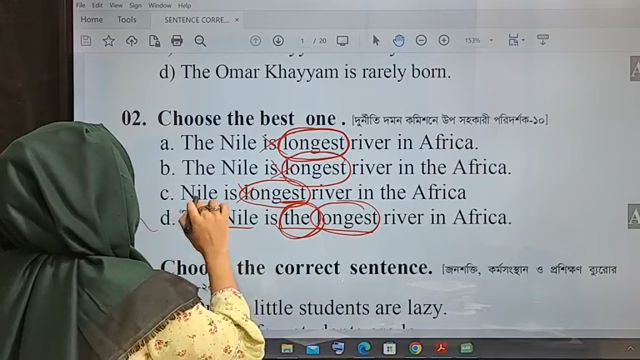 File Edit View Sign Window Help
Home Tools SENTENCE CORRE... ×
1 / 20 153%
d) The Omar Khayyam is rarely born.
02. Choose the best one . [দুর্নীতি দমন কমিশনে উপ সহকারী পরিদর্শক-১০]
a. The Nile is longest river in Africa.
b. The Nile is longest river in the Africa.
c. Nile is longest river in the Africa
d. Nile is the longest river in Africa.
the correct sentence. [জনশক্তি, কর্মসংস্থান ও প্রশিক্ষণ ব্যুরোর
little students are lazy.